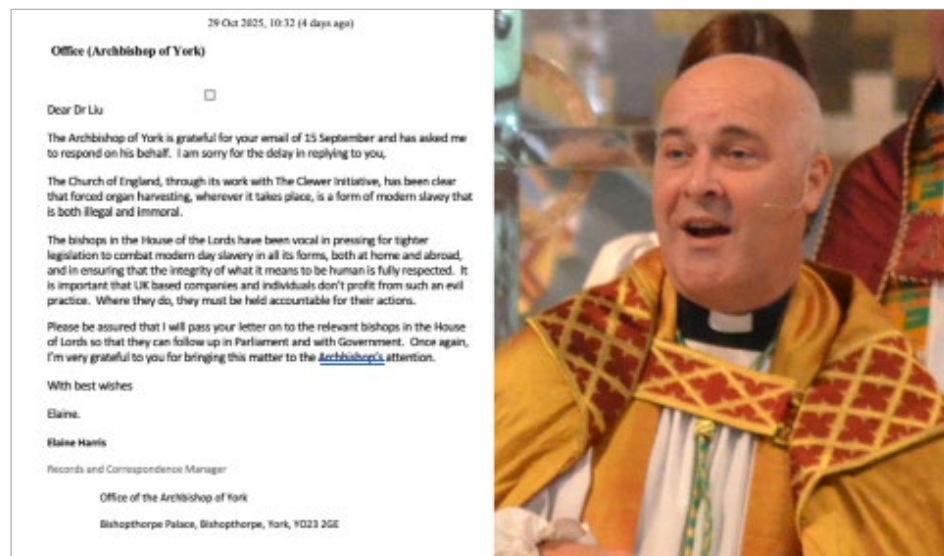 29 Oct 2025, 10:32 (4 days ago)
Office (Archbishop of York)
Dear Dr Liu
The Archbishop of York is grateful for your email of 15 September and has asked me
to respond on his behalf.  I am sorry for the delay in replying to you,
The Church of England, through its work with The Clewer Initiative, has been clear
that forced organ harvesting, wherever it takes place, is a form of modern slavey that
is both illegal and immoral.
The bishops in the House of the Lords have been vocal in pressing for tighter
legislation to combat modern day slavery in all its forms, both at home and abroad,
and in ensuring that the integrity of what it means to be human is fully respected.  It
is important that UK based companies and individuals don't profit from such an evil
practice.  Where they do, they must be held accountable for their actions.
Please be assured that I will pass your letter on to the relevant bishops in the House
of Lords so that they can follow up in Parliament and with Government.  Once again,
I'm very grateful to you for bringing this matter to the Archbishop's attention.
With best wishes
Elaine.
Elaine Harris
Records and Correspondence Manager
Office of the Archbishop of York
Bishopthorpe Palace, Bishopthorpe, York, YO23 2GE